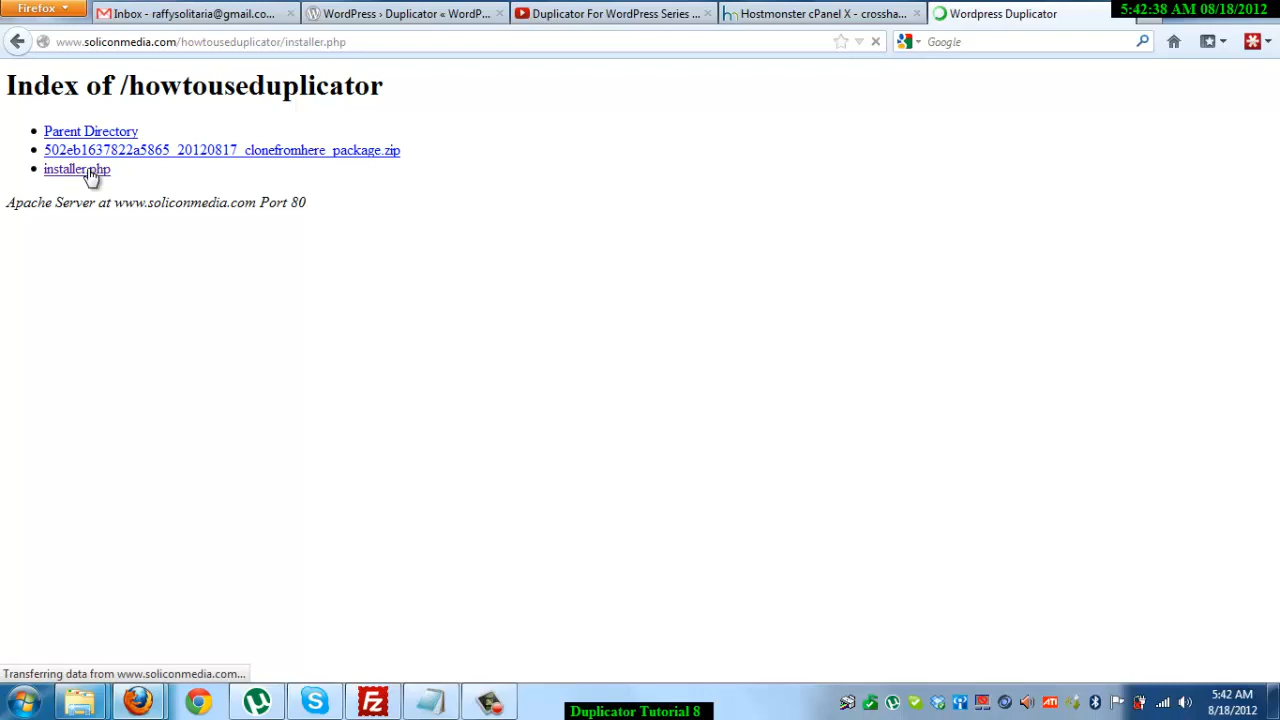 Firefox
Inbox - raffysolitaria@gmail.co...
WordPress › Duplicator « WordP...
Duplicator For WordPress Series ...
Hostmonster cPanel X - crossha...
Wordpress Duplicator
5:42:38 AM 08/18/2012
www.soliconmedia.com/howtouseduplicator/installer.php
Google
Index of /howtouseduplicator
Parent Directory
502eb1637822a5865_20120817_clonefromhere_package.zip
installer.php
Apache Server at www.soliconmedia.com Port 80
Transferring data from www.soliconmedia.com...
5:42 AM
8/18/2012
Duplicator Tutorial 8